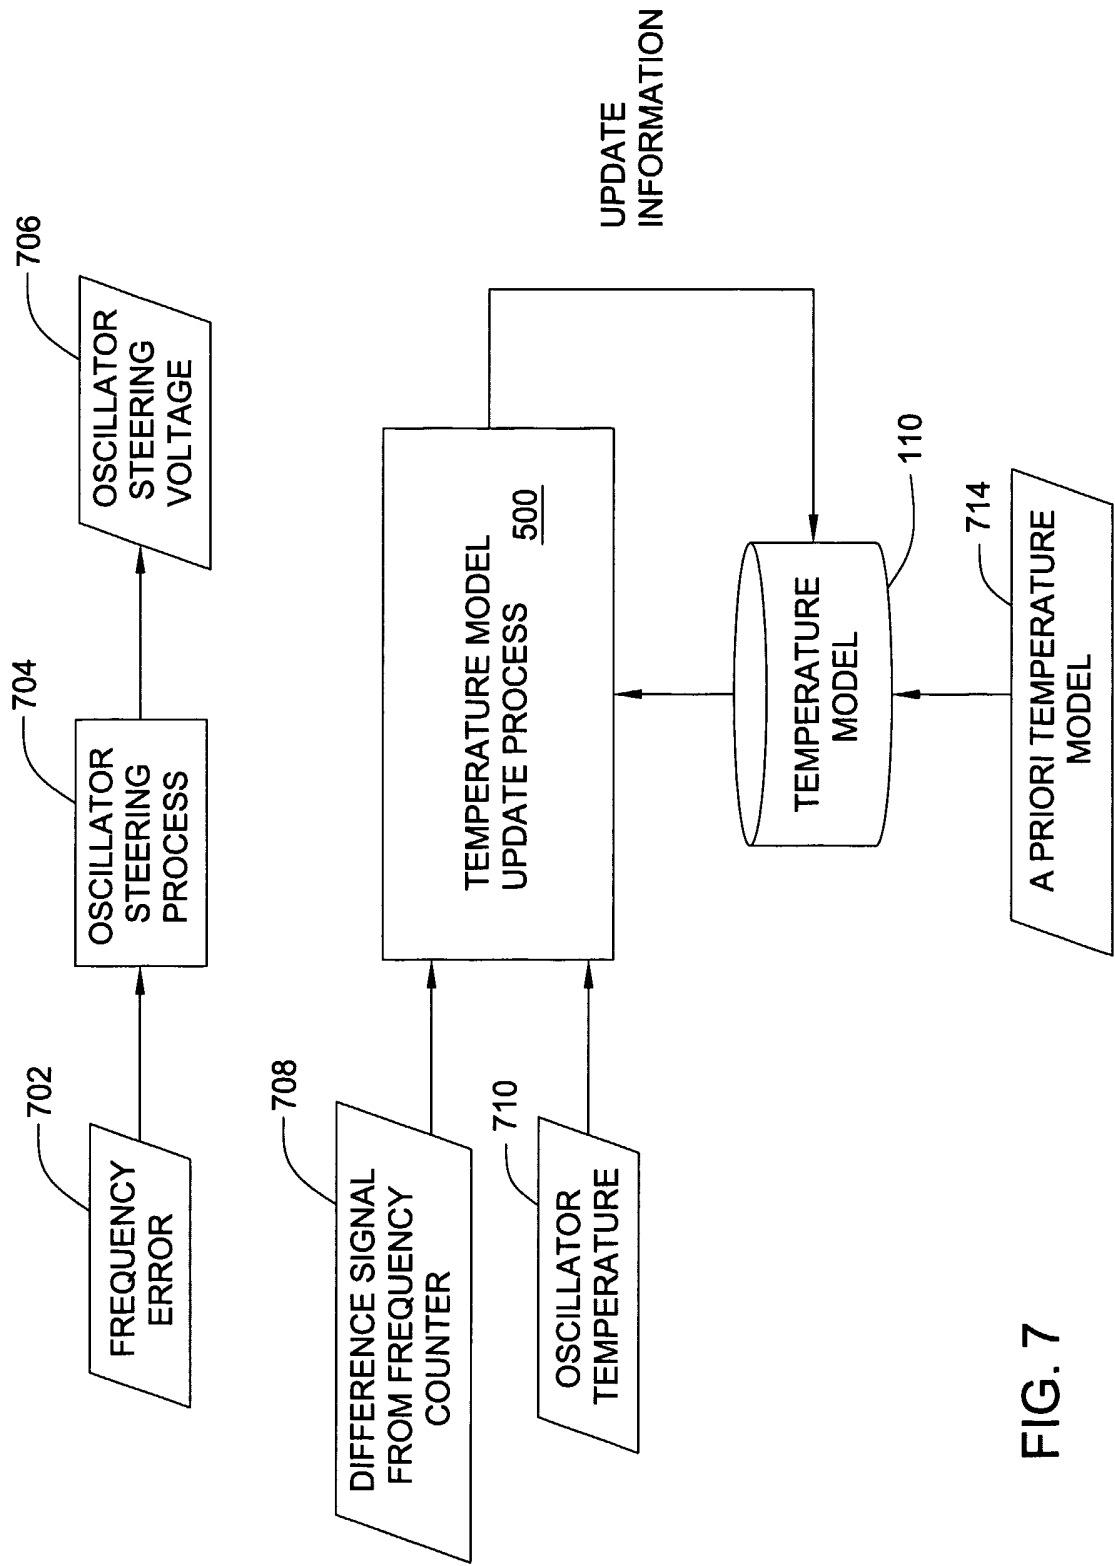 702
FREQUENCY
ERROR
704
OSCILLATOR
STEERING
PROCESS
706
OSCILLATOR
STEERING
VOLTAGE
708
DIFFERENCE SIGNAL
FROM FREQUENCY
COUNTER
710
OSCILLATOR
TEMPERATURE
TEMPERATURE MODEL
UPDATE PROCESS 500
UPDATE
INFORMATION
TEMPERATURE
MODEL
110
714
A PRIORI TEMPERATURE
MODEL
FIG. 7